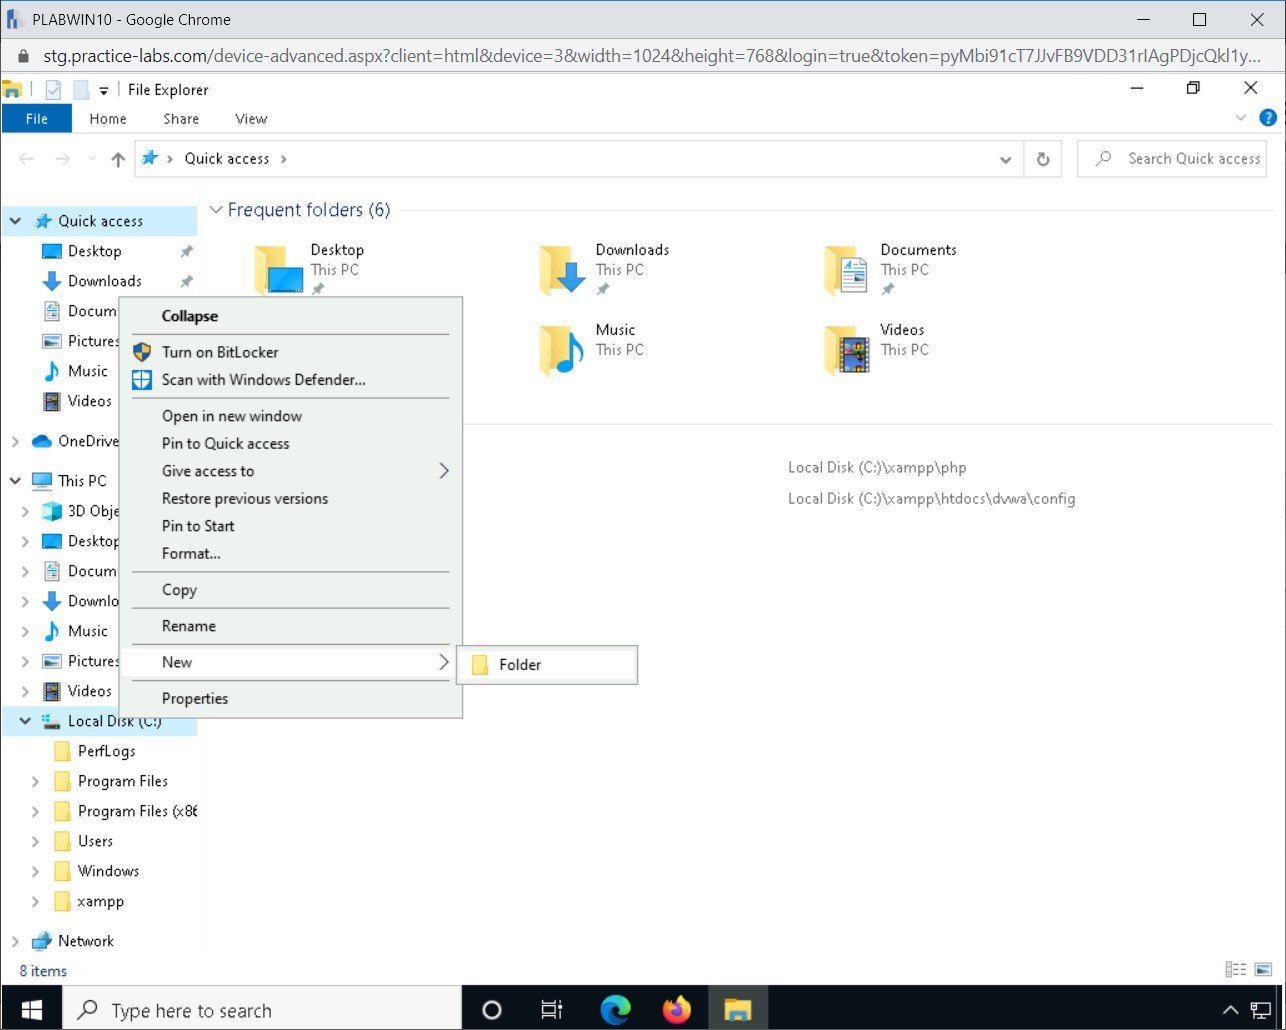 PLABWIN10 - Google Chrome
stg.practice-labs.com/device-advanced.aspx?client=html&device=3&width=1024&height=768&login=true&token=pyMbi91cT7JJvFB9VDD31rIAgPDjcQkl1y...
File Explorer
File Home Share View
Quick access
Search Quick access
Quick access
Desktop
Downloads
Docum
Pictures
Music
Videos
OneDrive
This PC
3D Obje
Desktop
Docum
Downlo
Music
Pictures
Videos
Local Disk (C:)
PerfLogs
Program Files
Program Files (x86
Users
Windows
xampp
Network
Frequent folders (6)
Desktop
This PC
Downloads
This PC
Documents
This PC
Music
This PC
Videos
This PC
Local Disk (C:)\xampp\php
Local Disk (C:)\xampp\htdocs\dvwa\config
Collapse
Turn on BitLocker
Scan with Windows Defender...
Open in new window
Pin to Quick access
Give access to
Restore previous versions
Pin to Start
Format...
Copy
Rename
New
Properties
Folder
8 items
Type here to search